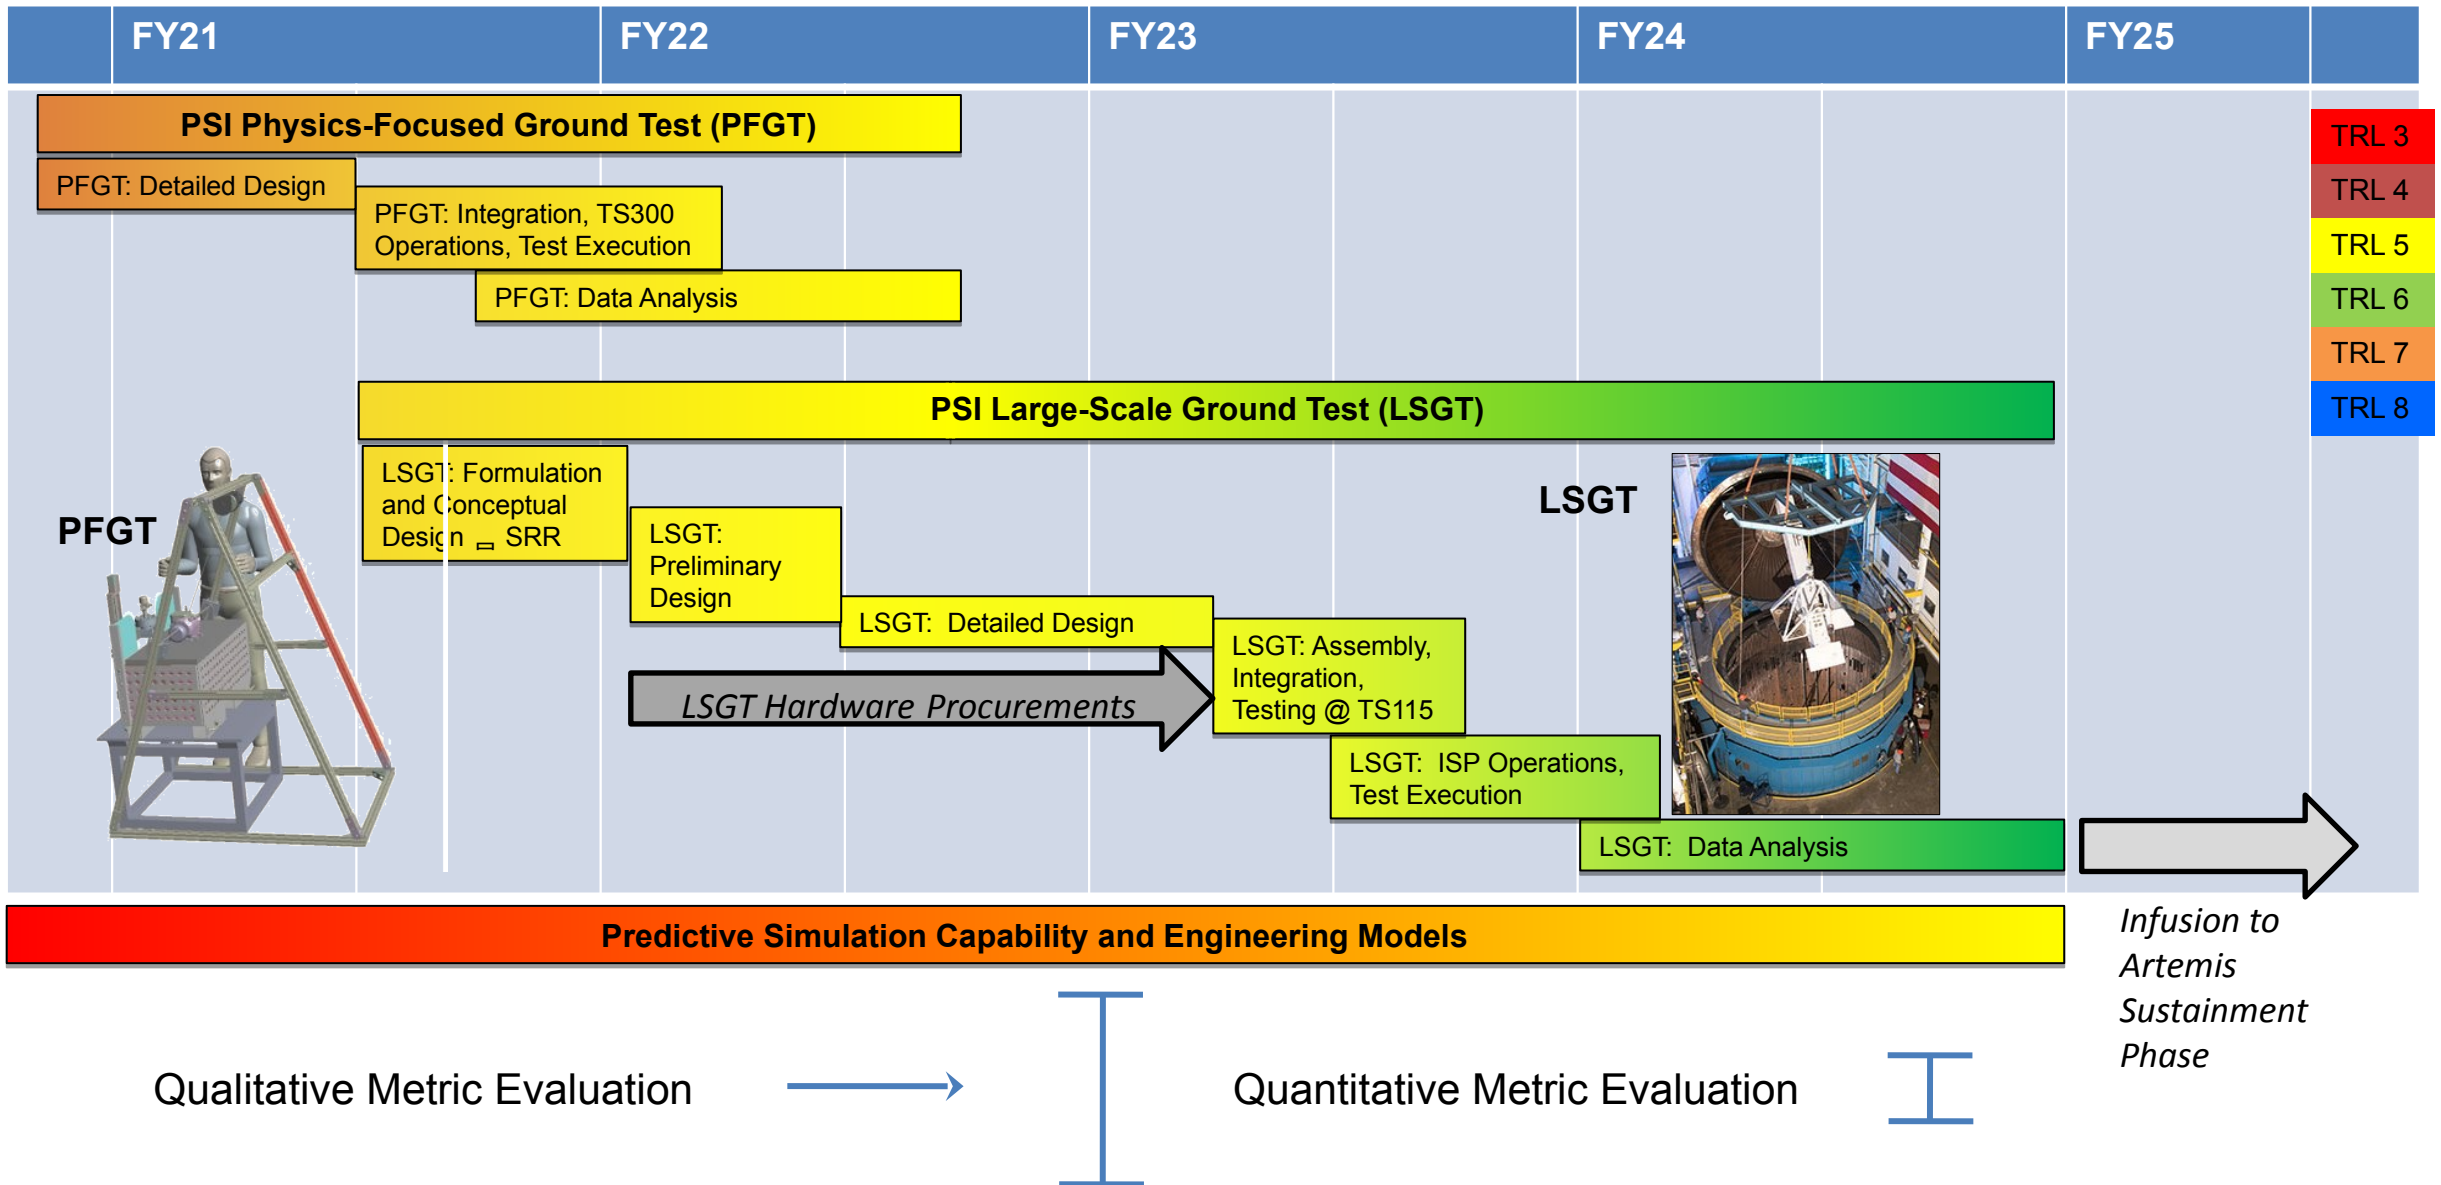 FY21
FY22
FY23
FY24
FY25
PSI Physics-Focused Ground Test (PFGT)
PFGT: Detailed Design
PFGT: Integration, TS300
Operations, Test Execution
PFGT: Data Analysis
TRL 3
TRL 4
TRL 5
TRL 6
TRL 7
TRL 8
PSI Large-Scale Ground Test (LSGT)
PFGT
LSGT: Formulation
and Conceptual
Design SRR
LSGT:
Preliminary
Design
LSGT: Detailed Design
LSGT Hardware Procurements
LSGT: Assembly,
Integration,
Testing @ TS115
LSGT
LSGT: ISP Operations,
Test Execution
LSGT: Data Analysis
Predictive Simulation Capability and Engineering Models
Infusion to
Artemis
Sustainment
Phase
Qualitative Metric Evaluation
Quantitative Metric Evaluation